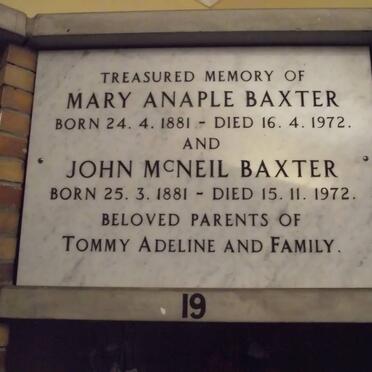 TREASURED MEMORY OF
MARY ANAPLE BAXTER
BORN 24. 4. 1881 - DIED 16. 4. 1972.
AND
JOHN McNEIL BAXTER
BORN 25. 3. 1881 - DIED 15. 11. 1972.
BELOVED PARENTS OF
TOMMY ADELINE AND FAMILY.
19